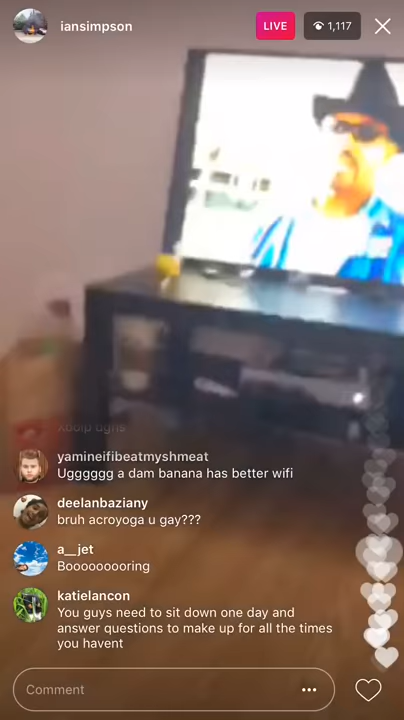 iansimpson
LIVE
1,117
yamineifibeatmyshmeat
Ugggggg a dam banana has better wifi
deelanbaziany
bruh acroyoga u gay???
a__jet
Booooooooring
katielancon
You guys need to sit down one day and
answer questions to make up for all the times
you havent
Comment